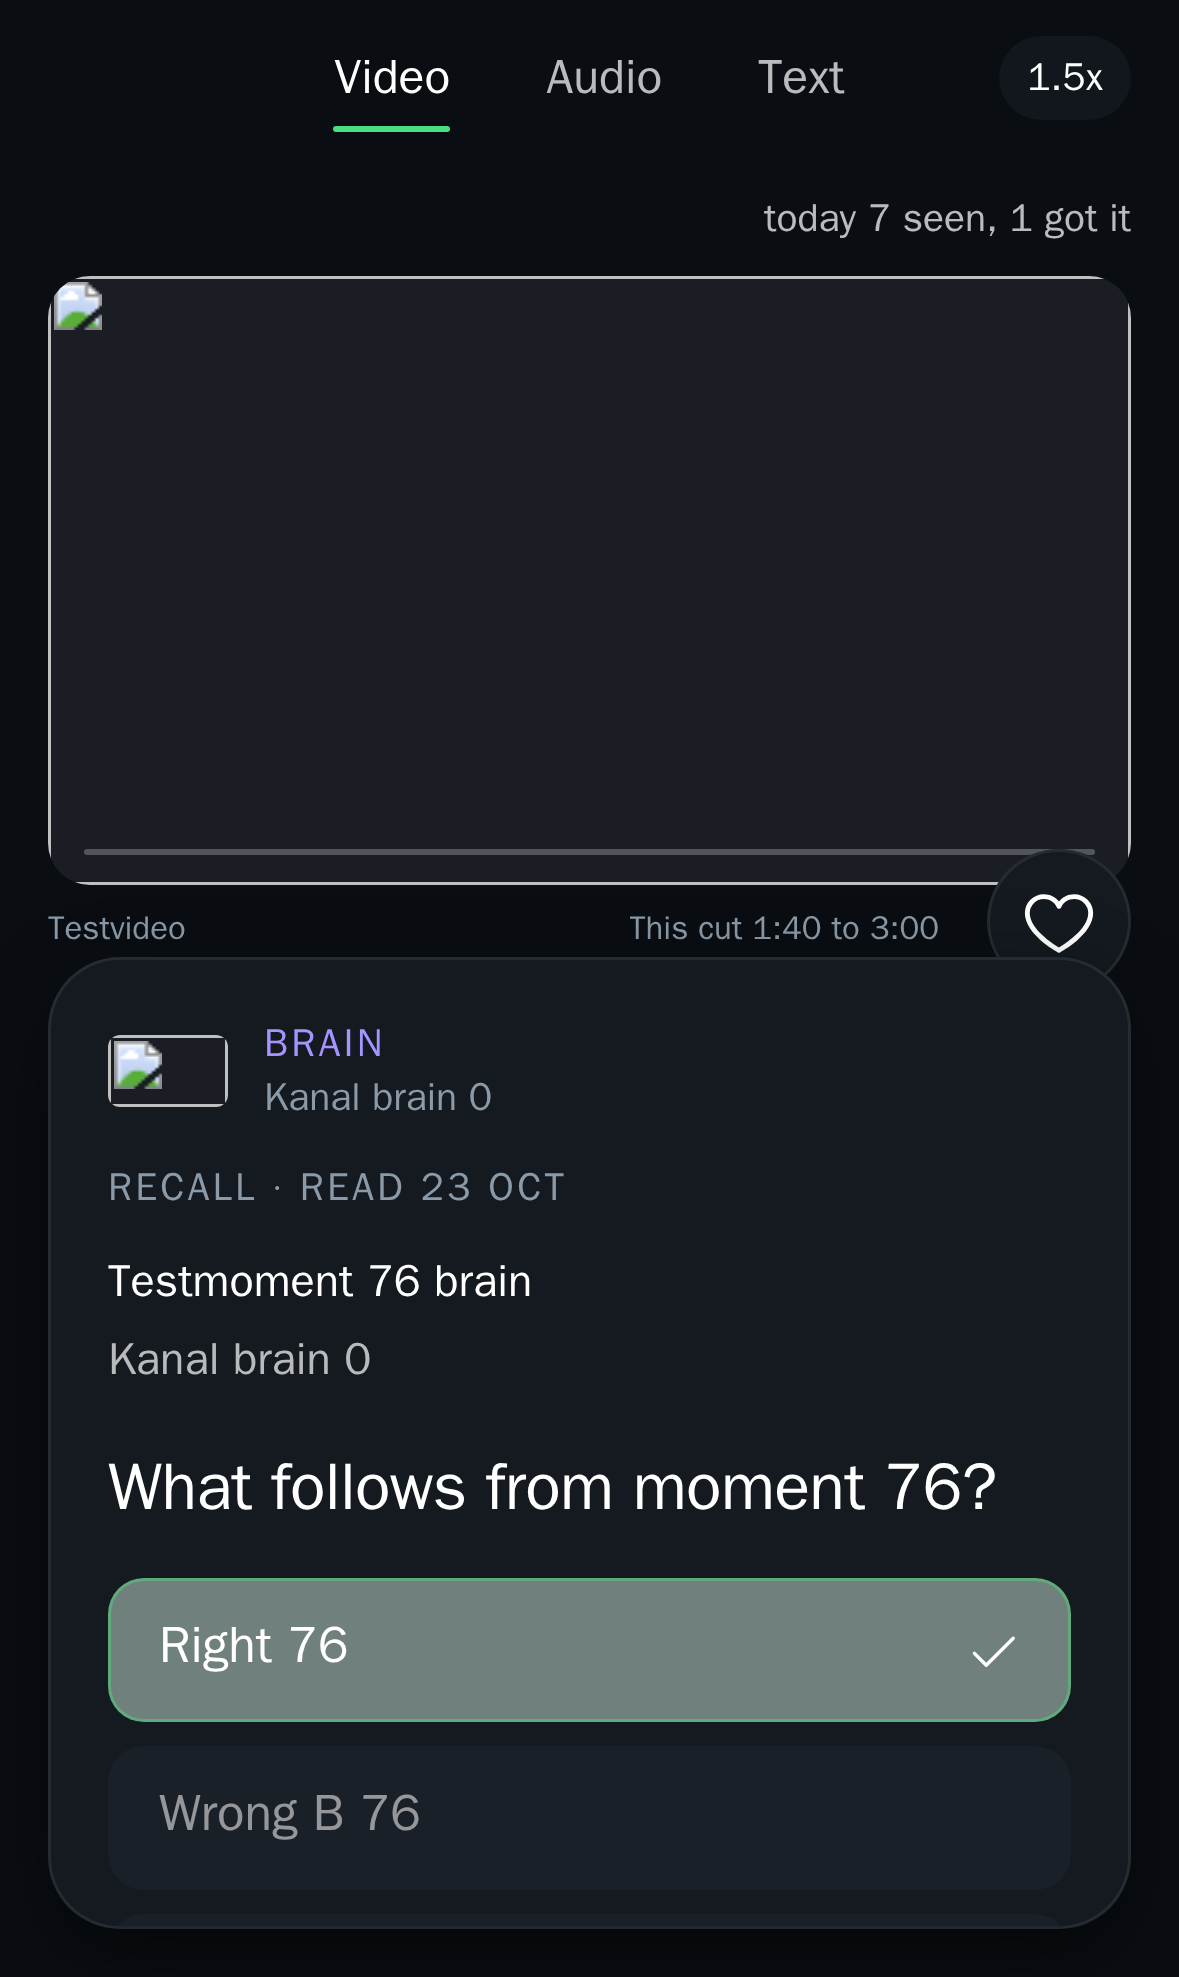 Video Audio Text 1.5x
today 7 seen, 1 got it
Testvideo This cut 1:40 to 3:00
BRAIN
Kanal brain 0
RECALL · READ 23 OCT
Testmoment 76 brain
Kanal brain 0
What follows from moment 76?
Right 76
Wrong B 76